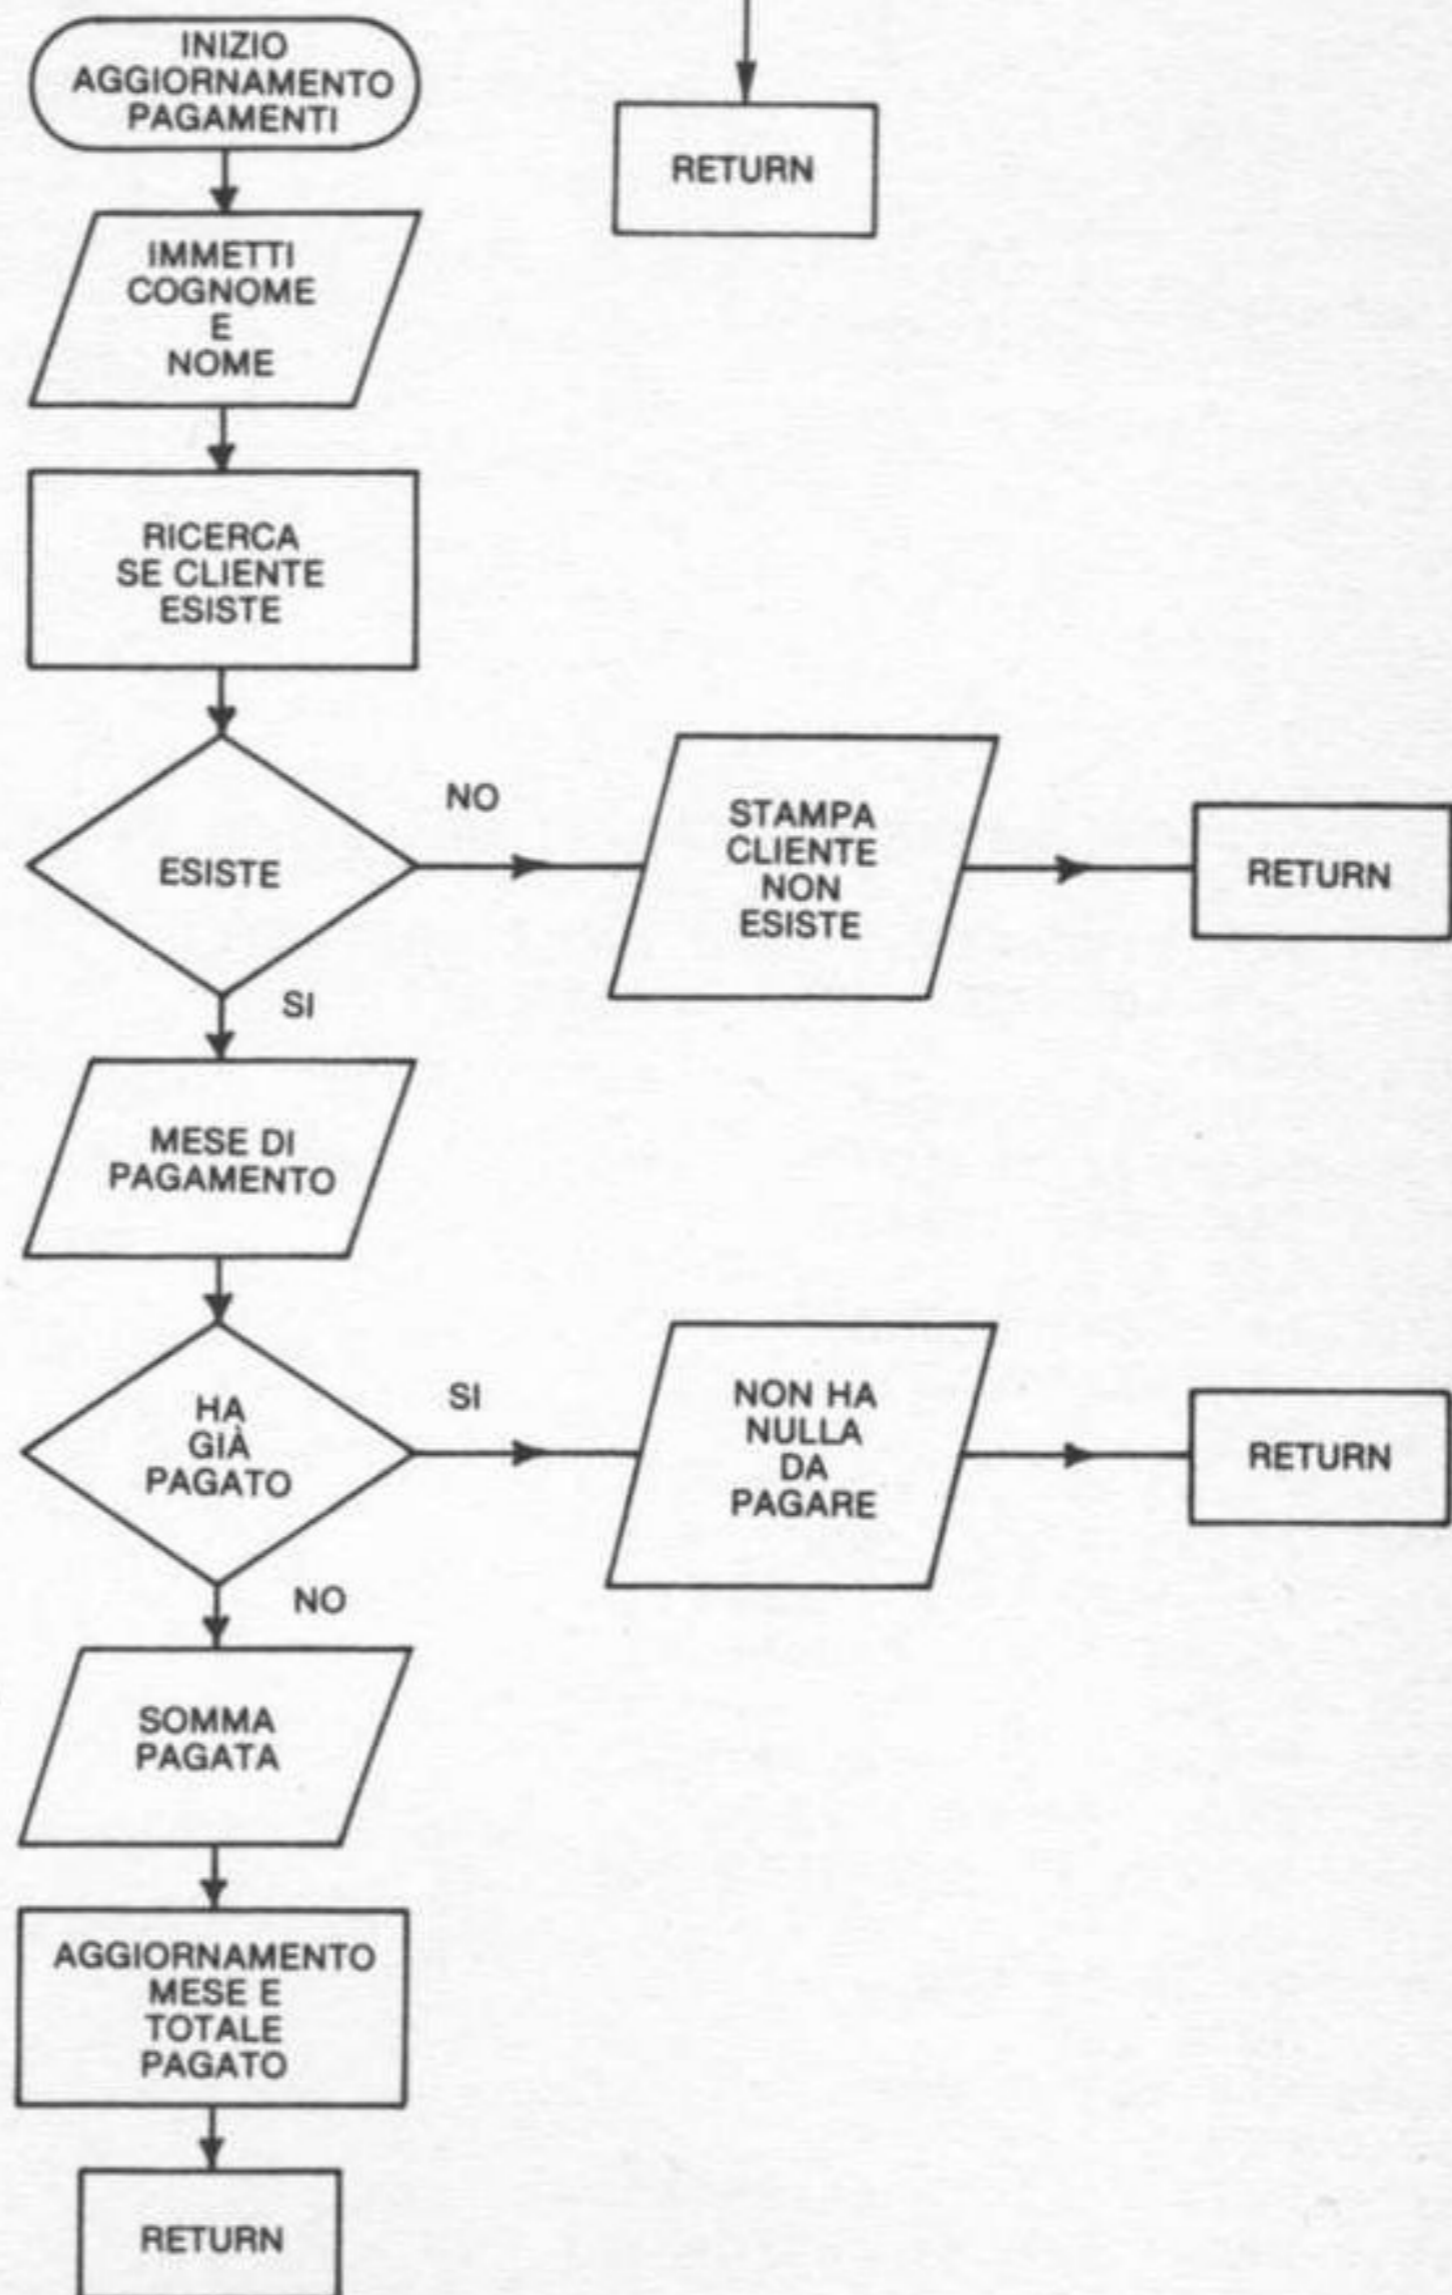 INIZIO
AGGIORNAMENTO
PAGAMENTI
RETURN
IMMETTI
COGNOME
E
NOME
RICERCA
SE CLIENTE
ESISTE
ESISTE
NO
STAMPA
CLIENTE
NON
ESISTE
RETURN
SI
MESE DI
PAGAMENTO
HA
GIÀ
PAGATO
SI
NON HA
NULLA
DA
PAGARE
RETURN
NO
SOMMA
PAGATA
AGGIORNAMENTO
MESE E
TOTALE
PAGATO
RETURN